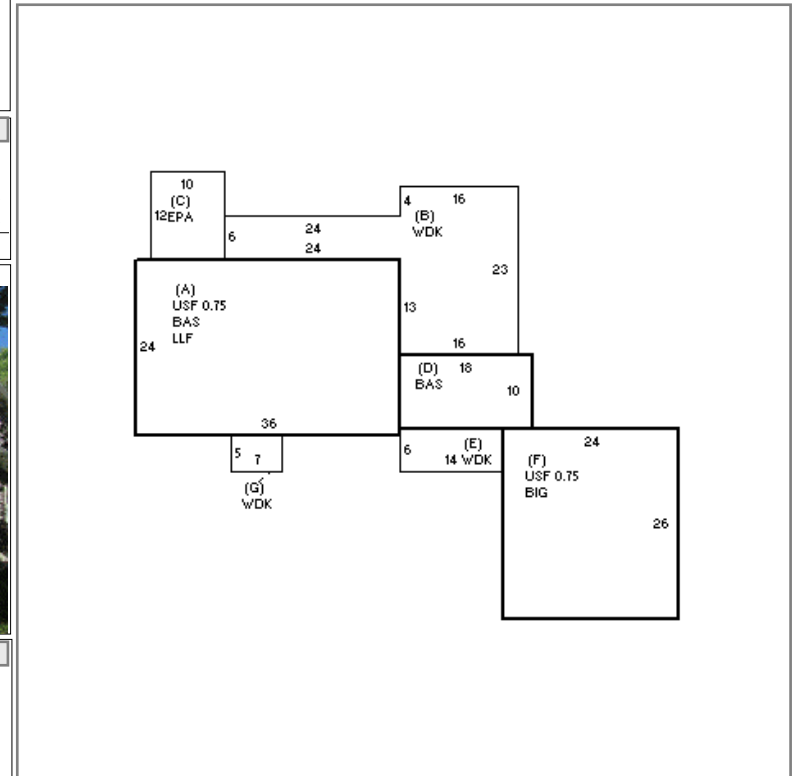 10
(C)
12EPA
4
16
(B)
WDK
24
6
24
23
(A)
USF 0.75
BAS
LLF
24
13
16
(D)
18
BAS
10
36
6
(E)
14 WDK
24
5
7
(F)
USF 0.75
BIG
(G)
WDK
26